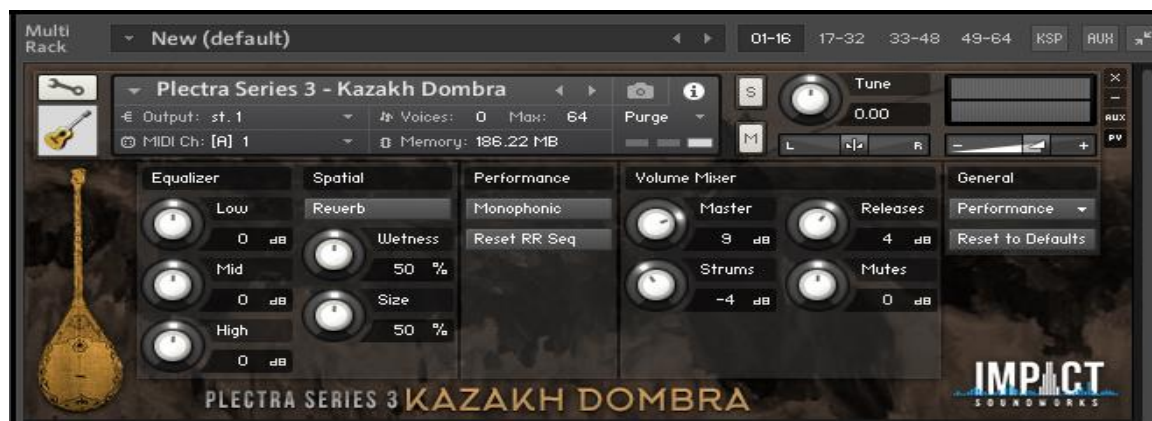 Multi Rack
New (default)
01-16 17-32 33-48 49-64 KSP AUX
Plectra Series 3 - Kazakh Dombra
Output: st.1 Voices: 0 Max: 64 Purge
MIDI Ch: [A] 1 Memory: 186.22 MB
S
M
Tune
0.00
L R
- +
×
–
AUX
PV
Equalizer Spatial Performance Volume Mixer General
Low Reverb Monophonic Master Releases Performance
0 dB Wetness Reset RR Seq 9 dB 4 dB Reset to Defaults
Mid 50 % Strums Mutes
0 dB Size -4 dB 0 dB
High 50 %
0 dB
PLECTRA SERIES 3 KAZAKH DOMBRA
IMPACT
SOUNDWORKS